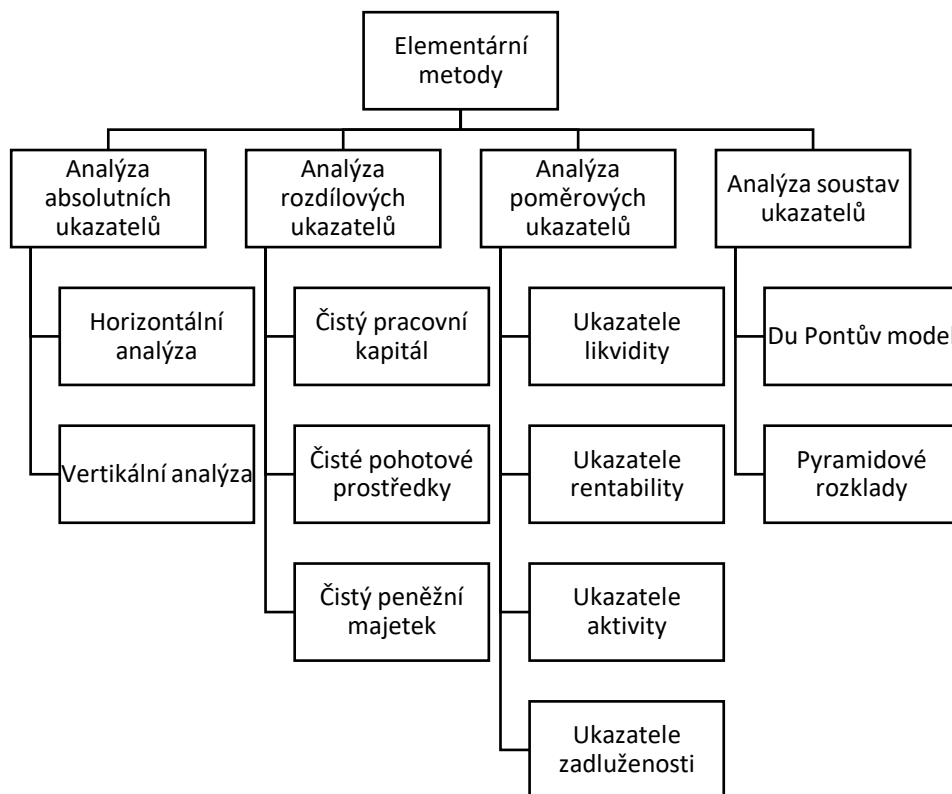 Elementární
metody
Analýza
absolutních
ukazatelů
Analýza
rozdílových
ukazatelů
Analýza
poměrových
ukazatelů
Analýza soustav
ukazatelů
Horizontální
analýza
Vertikální analýza
Čistý pracovní
kapitál
Čisté pohotové
prostředky
Čistý peněžní
majetek
Ukazatele
likvidity
Ukazatele
rentability
Ukazatele
aktivity
Ukazatele
zadluženosti
Du Pontův model
Pyramidové
rozklady